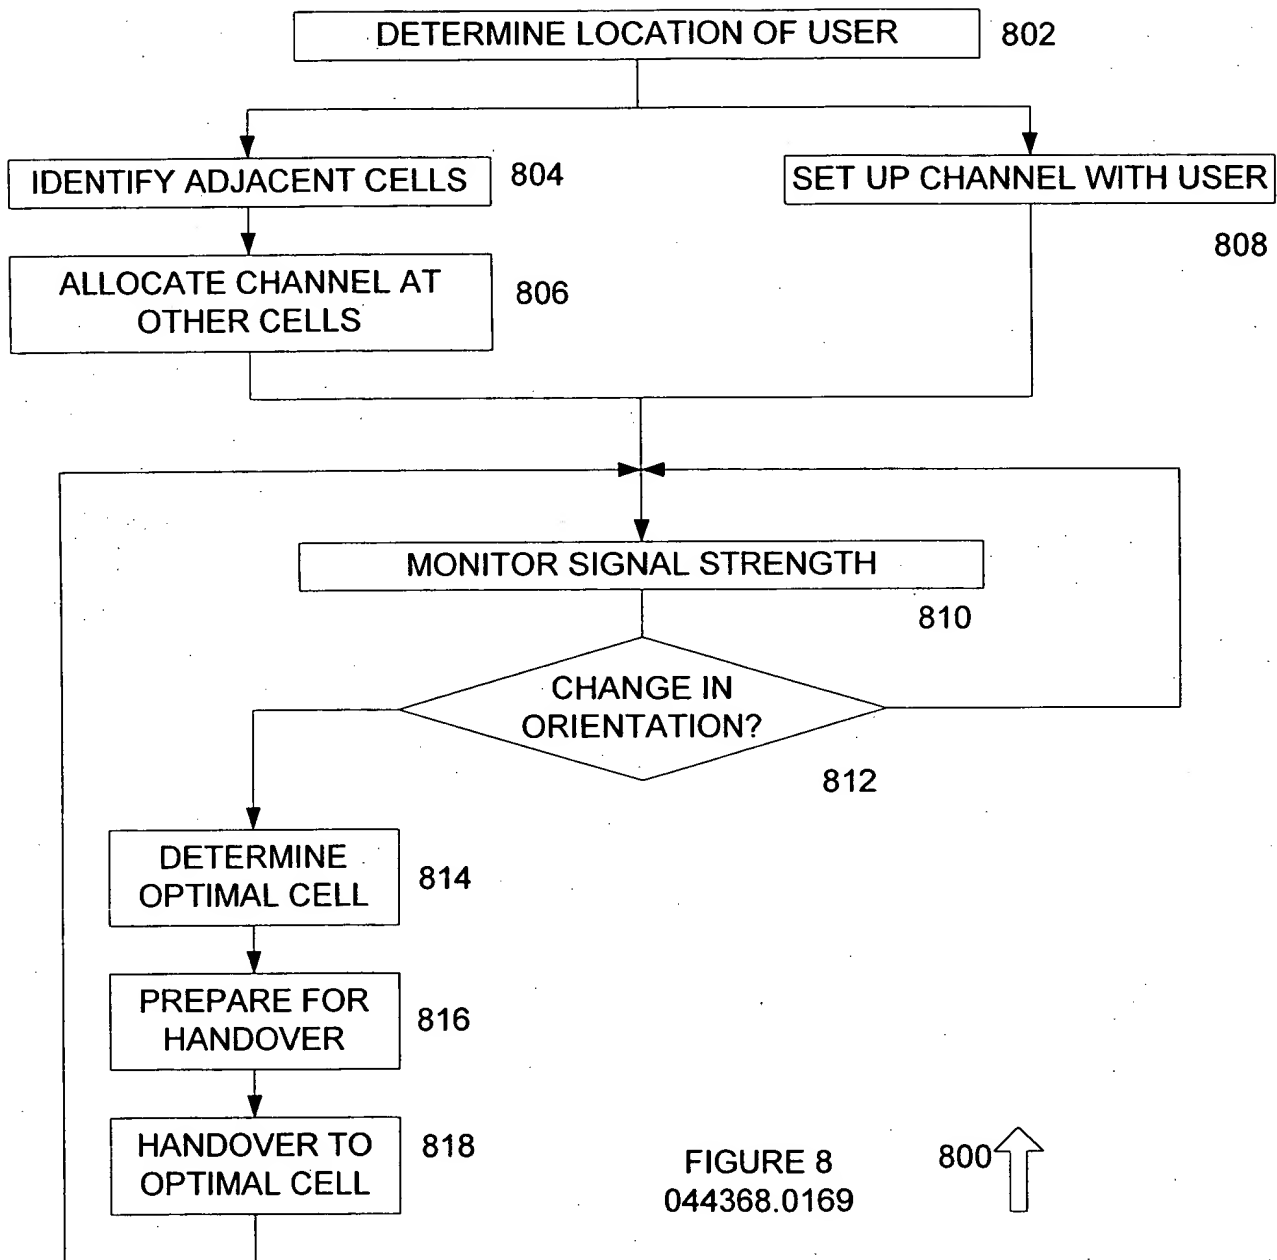 DETERMINE LOCATION OF USER 802
IDENTIFY ADJACENT CELLS 804
SET UP CHANNEL WITH USER
808
ALLOCATE CHANNEL AT
OTHER CELLS
806
MONITOR SIGNAL STRENGTH
810
CHANGE IN
ORIENTATION?
812
DETERMINE
OPTIMAL CELL
814
PREPARE FOR
HANDOVER
816
HANDOVER TO
OPTIMAL CELL
818
FIGURE 8
044368.0169
800